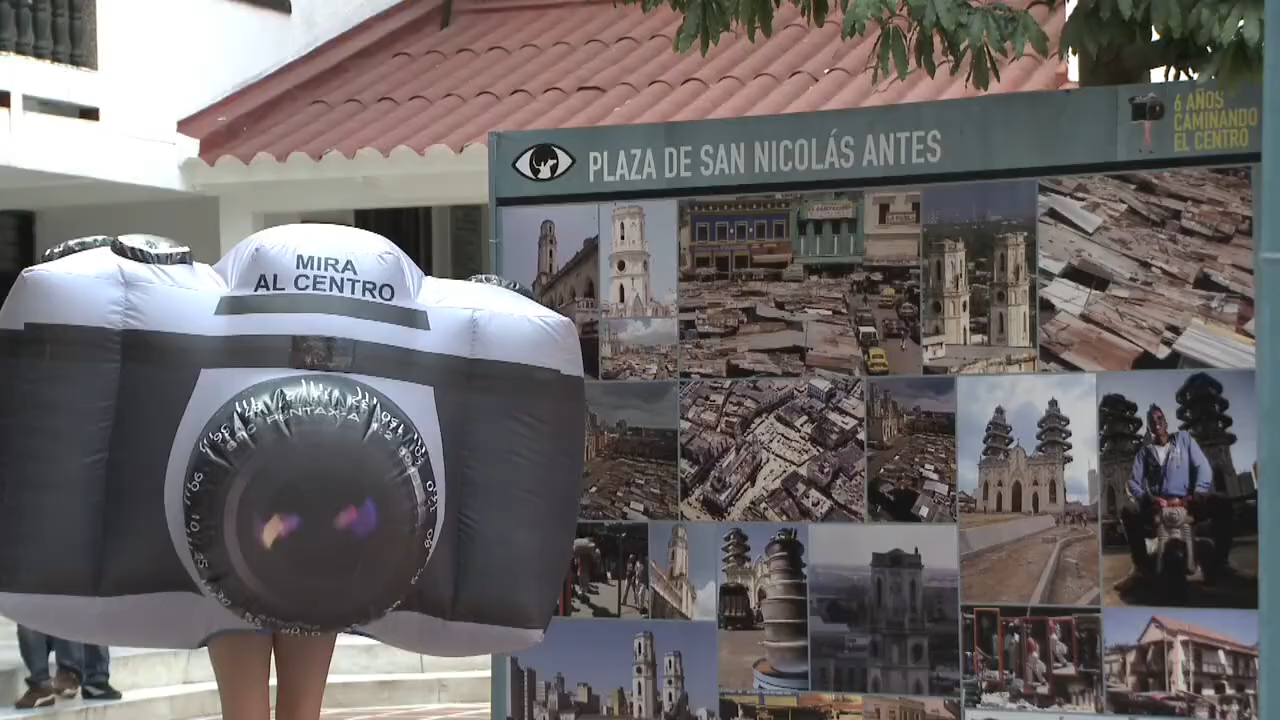 PLAZA DE SAN NICOLÁS ANTES
6 AÑOS
CAMINANDO
EL CENTRO
MIRA
AL CENTRO
PENTAX-A